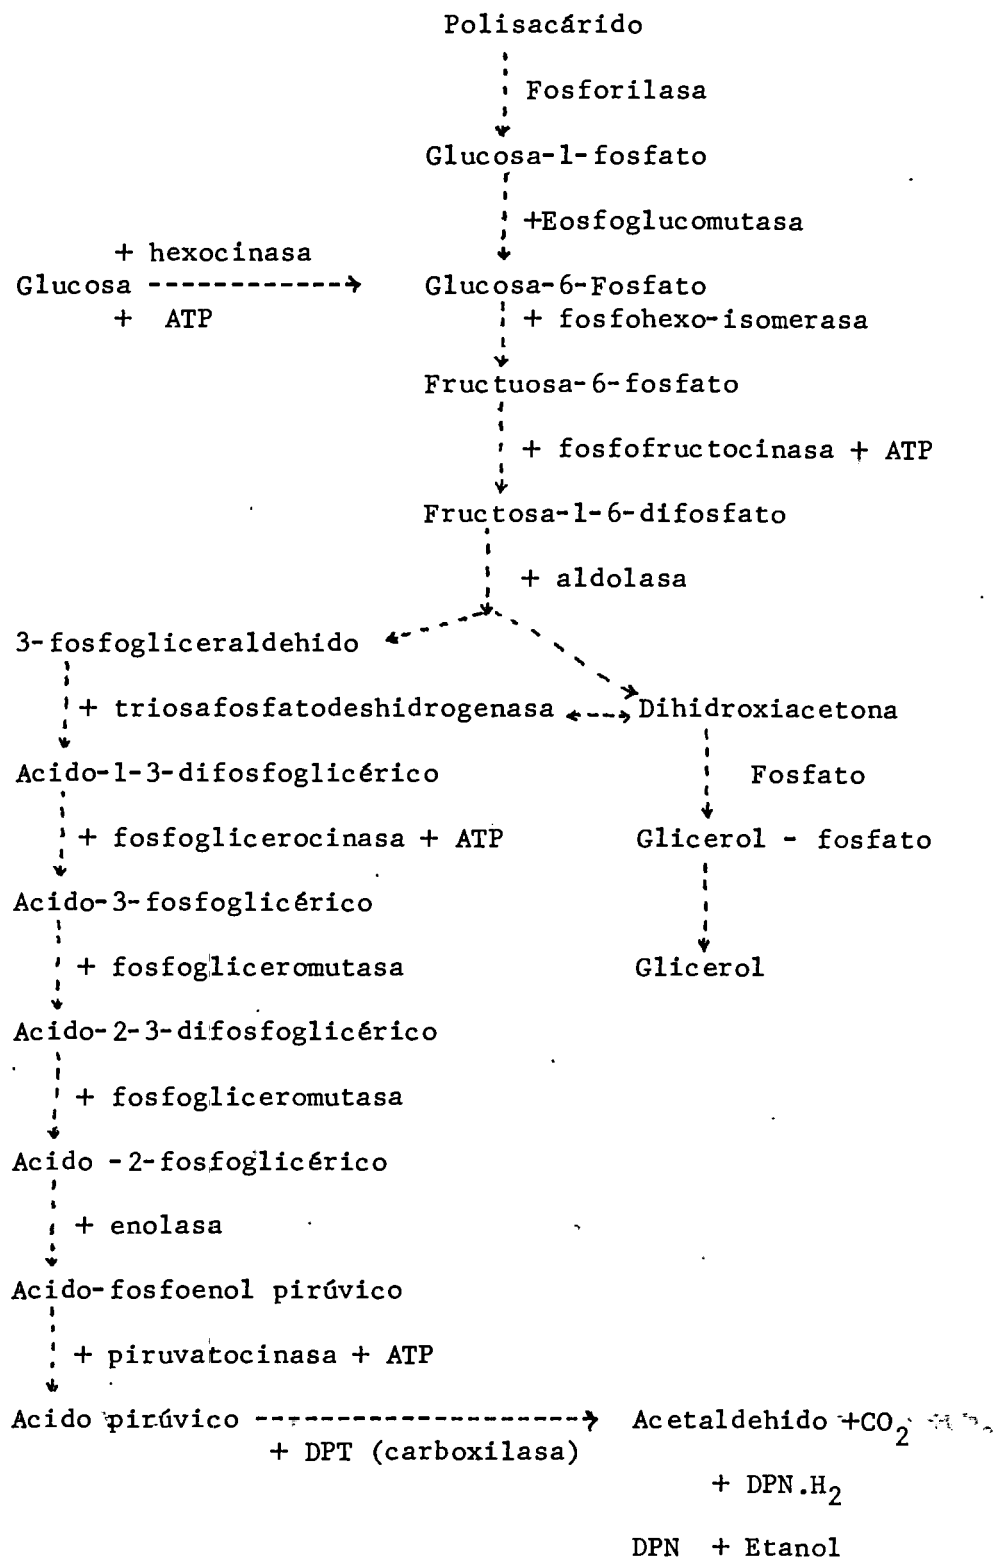 Polisacárido
Fosforilasa
Glucosa-1-fosfato
+Eosfoglucomutasa
+ hexocinasa
Glucosa Glucosa-6-Fosfato
+ ATP + fosfohexo-isomerasa
Fructuosa-6-fosfato
+ fosfofructocinasa + ATP
Fructosa-1-6-difosfato
+ aldolasa
3-fosfogliceraldehido
+ triosafosfatodeshidrogenasa Dihidroxiacetona
Acido-1-3-difosfoglicérico Fosfato
+ fosfoglicerocinasa + ATP Glicerol - fosfato
Acido-3-fosfoglicérico
+ fosfogliceromutasa Glicerol
Acido-2-3-difosfoglicérico
+ fosfogliceromutasa
Acido -2-fosfoglicérico
+ enolasa
Acido-fosfoenol pirúvico
+ piruvatocinasa + ATP
Acido pirúvico Acetaldehido +CO2
+ DPT (carboxilasa)
+ DPN.H2
DPN + Etanol